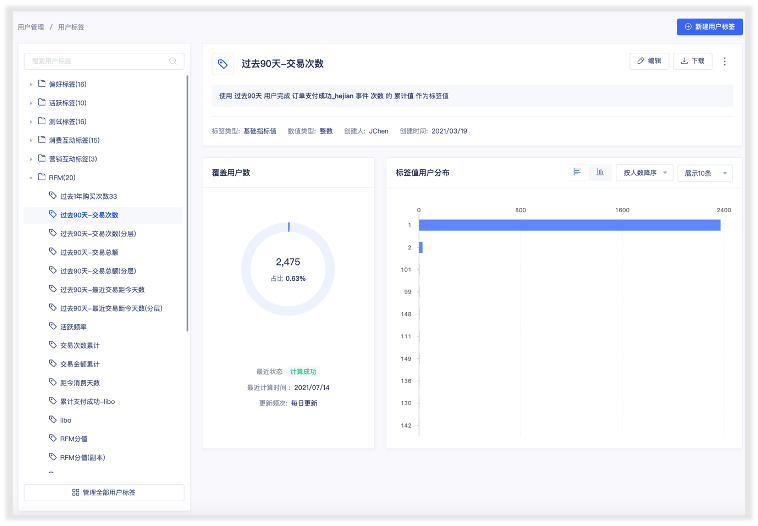 用户管理 / 用户标签
新建用户标签
搜索用户标签
偏好标签(16)
活跃标签(10)
测试标签(16)
消费互动标签(15)
营销互动标签(3)
RFM(20)
过去1年购买次数33
过去90天-交易次数
过去90天-交易次数(分层)
过去90天-交易总额
过去90天-交易总额(分层)
过去90天-最近交易距今天数
过去90天-最近交易距今天数(分层)
活跃频率
交易次数累计
交易金额累计
距今消费天数
累计支付成功-libo
libo
RFM分值
RFM分值(副本)
管理全部用户标签
过去90天-交易次数
编辑
下载
使用 过去90天 用户完成 订单支付成功_hejian 事件 次数 的 累计值 作为标签值
标签类型: 基础指标值 数值类型: 整数 创建人: JChen 创建时间: 2021/03/19
覆盖用户数
2,475
占比 0.63%
最近状态 计算成功
最近计算时间: 2021/07/14
更新频次: 每日更新
标签值用户分布
按人数降序
展示10条
0 800 1600 2400
1
2
101
99
148
111
149
136
130
142